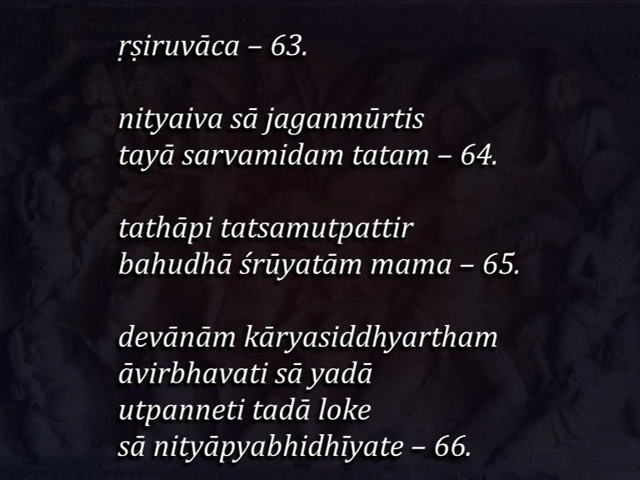 ṛṣiruvāca – 63.
nityaiva sā jaganmūrtis
tayā sarvamidam tatam – 64.
tathāpi tatsamutpattir
bahudhā śrūyatām mama – 65.
devānām kāryasiddhyartham
āvirbhavati sā yadā
utpanneti tadā loke
sā nityāpyabhidhīyate – 66.